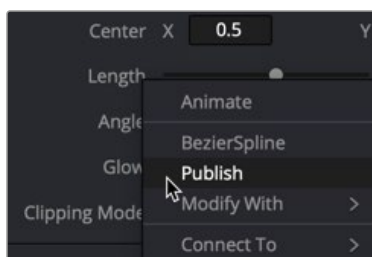 Center X 0.5 Y
Length
Animate
Angle
BezierSpline
Glow
Publish
Clipping Mode
Modify With >
Connect To >